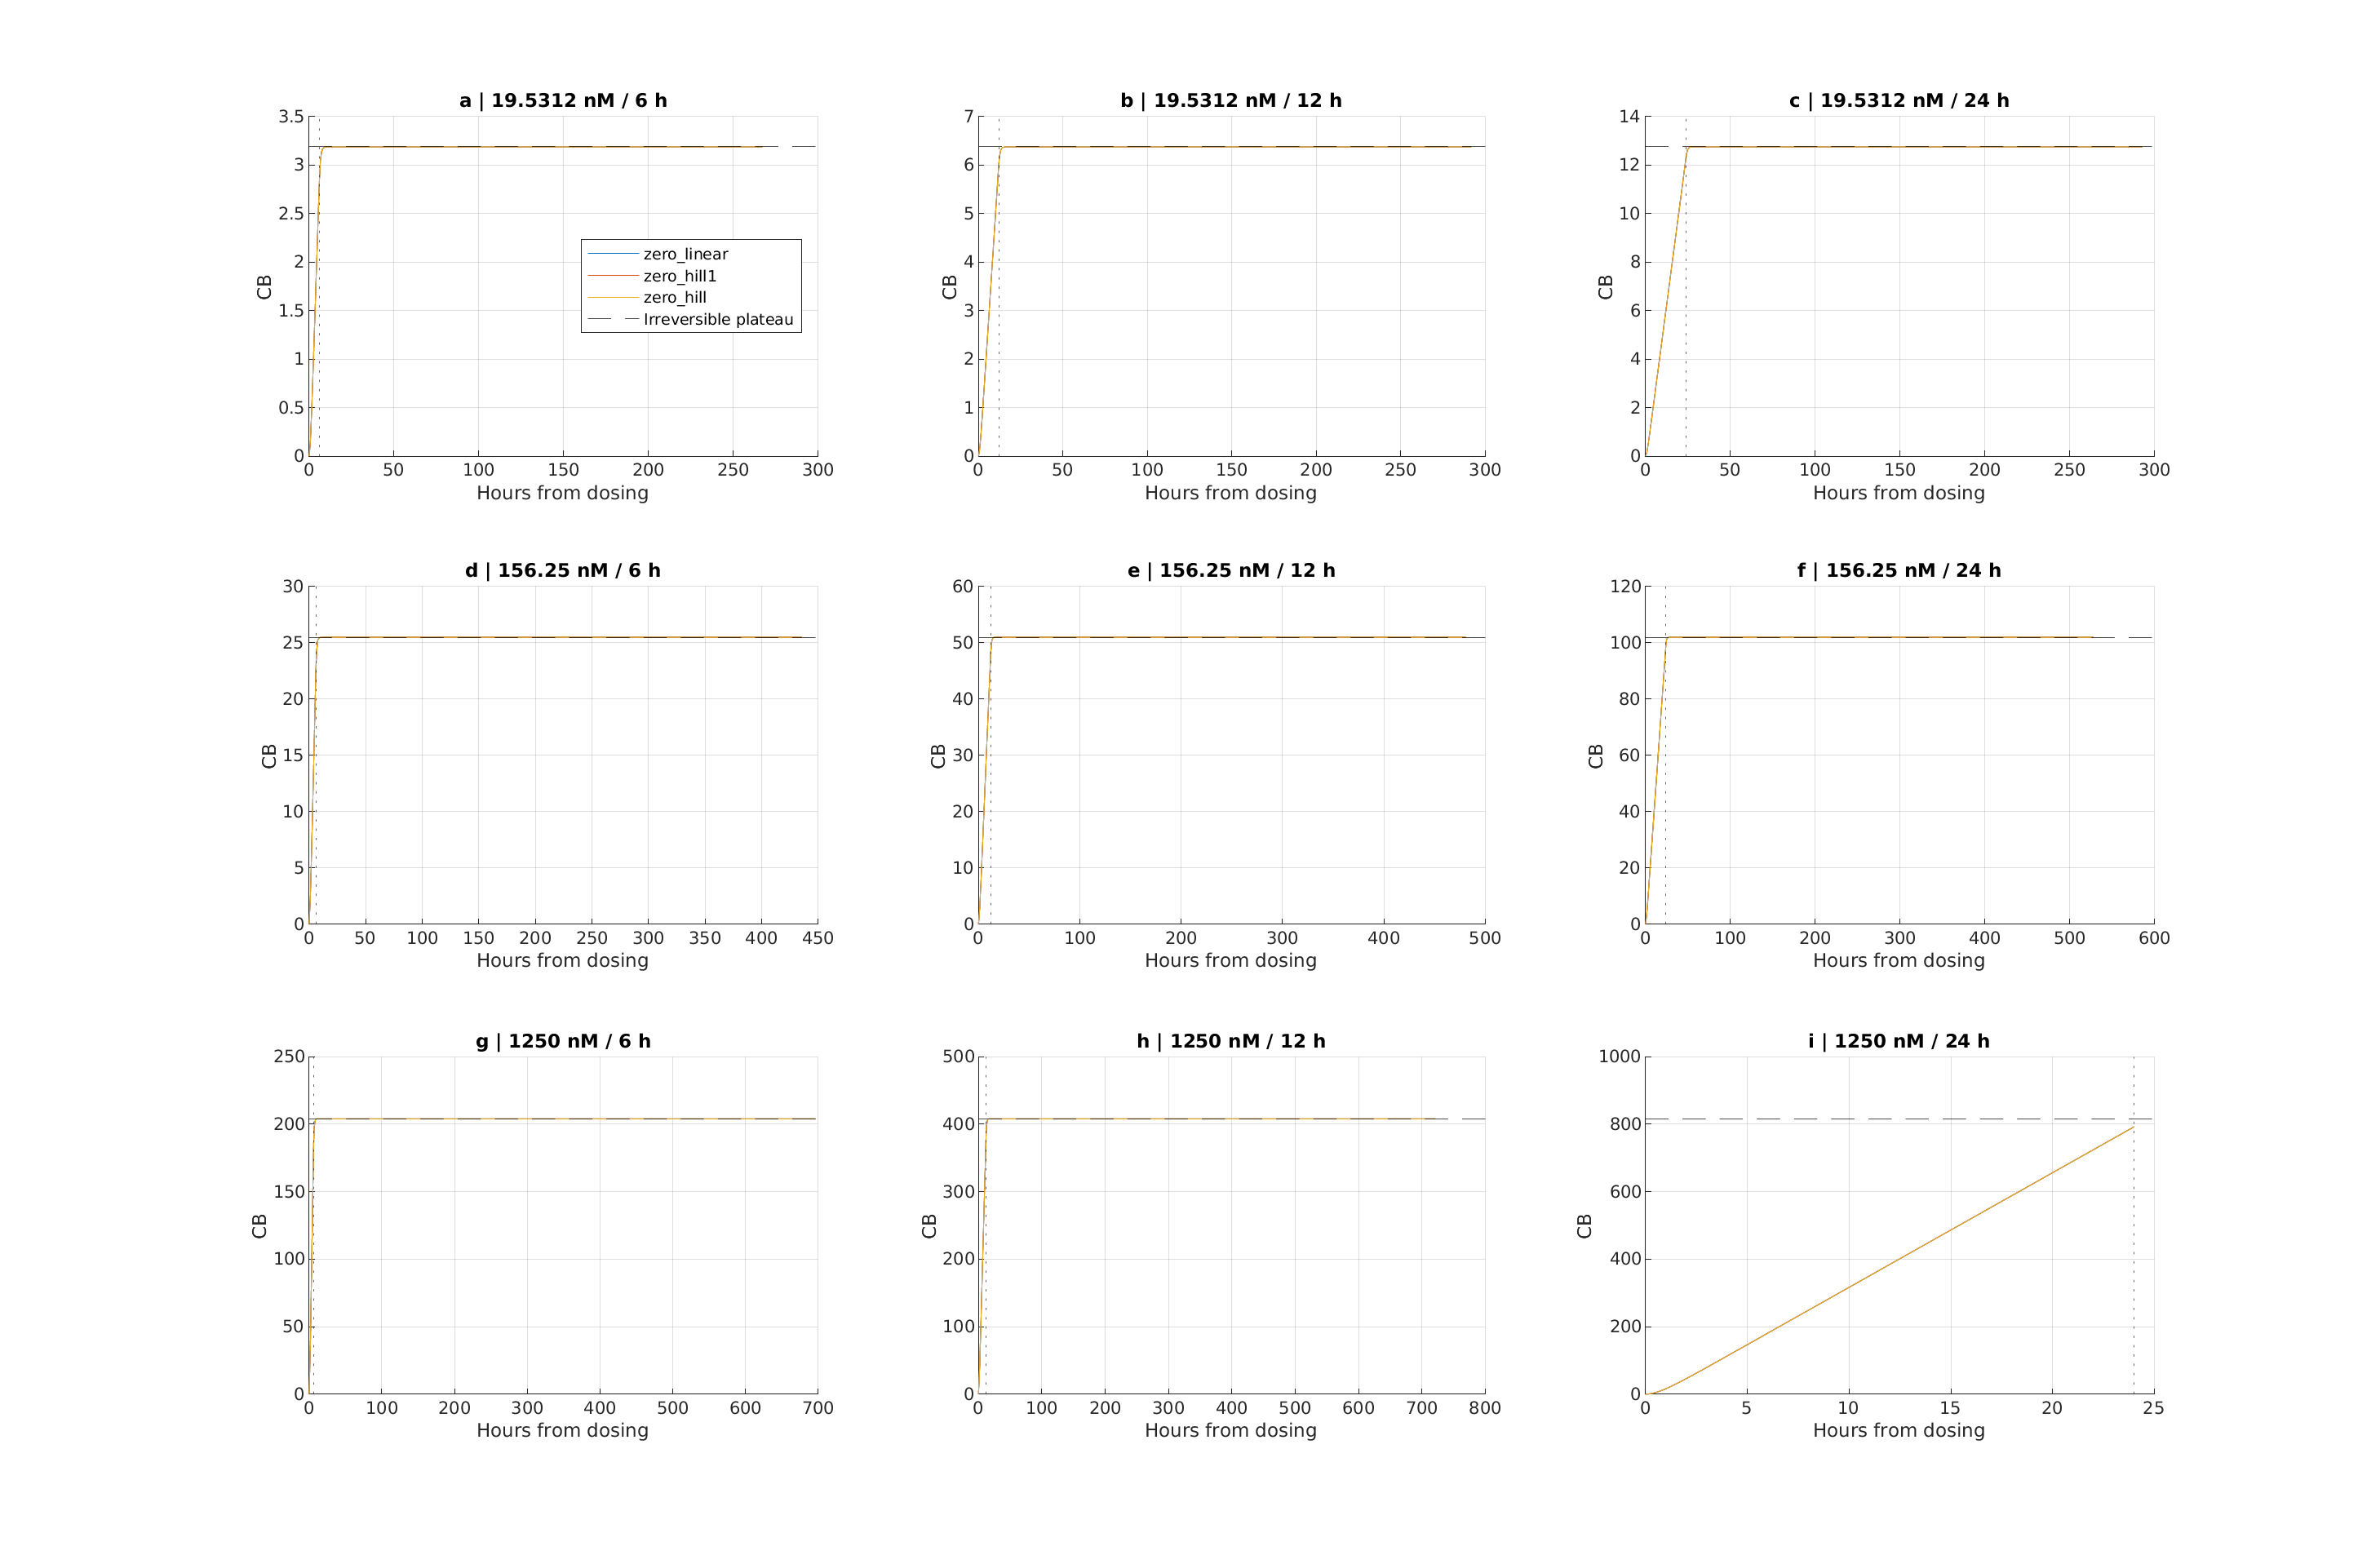 a | 19.5312 nM / 6 h
3.5
3
2.5
2
1.5
1
0.5
0
CB
zero_linear
zero_hill1
zero_hill
Irreversible plateau
0 50 100 150 200 250 300
Hours from dosing
b | 19.5312 nM / 12 h
7
6
5
4
3
2
1
0
CB
0 50 100 150 200 250 300
Hours from dosing
c | 19.5312 nM / 24 h
14
12
10
8
6
4
2
0
CB
0 50 100 150 200 250 300
Hours from dosing
d | 156.25 nM / 6 h
30
25
20
15
10
5
0
CB
0 50 100 150 200 250 300 350 400 450
Hours from dosing
e | 156.25 nM / 12 h
60
50
40
30
20
10
0
CB
0 100 200 300 400 500
Hours from dosing
f | 156.25 nM / 24 h
120
100
80
60
40
20
0
CB
0 100 200 300 400 500 600
Hours from dosing
g | 1250 nM / 6 h
250
200
150
100
50
0
CB
0 100 200 300 400 500 600 700
Hours from dosing
h | 1250 nM / 12 h
500
400
300
200
100
0
CB
0 100 200 300 400 500 600 700 800
Hours from dosing
i | 1250 nM / 24 h
1000
800
600
400
200
0
CB
0 5 10 15 20 25
Hours from dosing